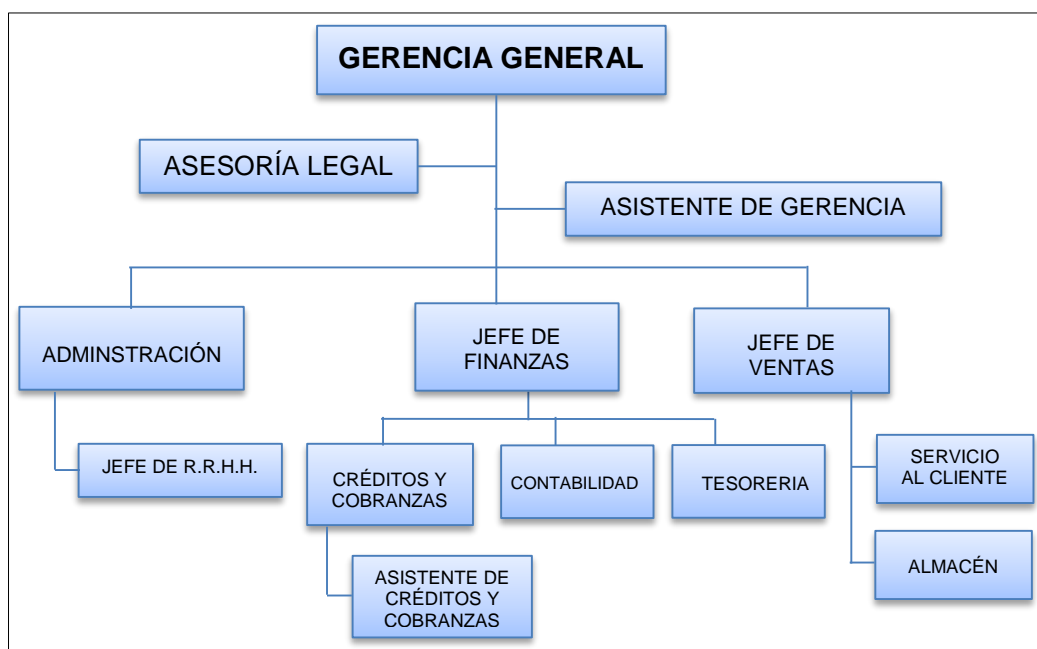 GERENCIA GENERAL
ASESORÍA LEGAL
ASISTENTE DE GERENCIA
ADMINSTRACIÓN
JEFE DE
FINANZAS
JEFE DE
VENTAS
JEFE DE R.R.H.H.
CRÉDITOS Y
COBRANZAS
CONTABILIDAD
TESORERIA
SERVICIO
AL CLIENTE
ASISTENTE DE
CRÉDITOS Y
COBRANZAS
ALMACÉN